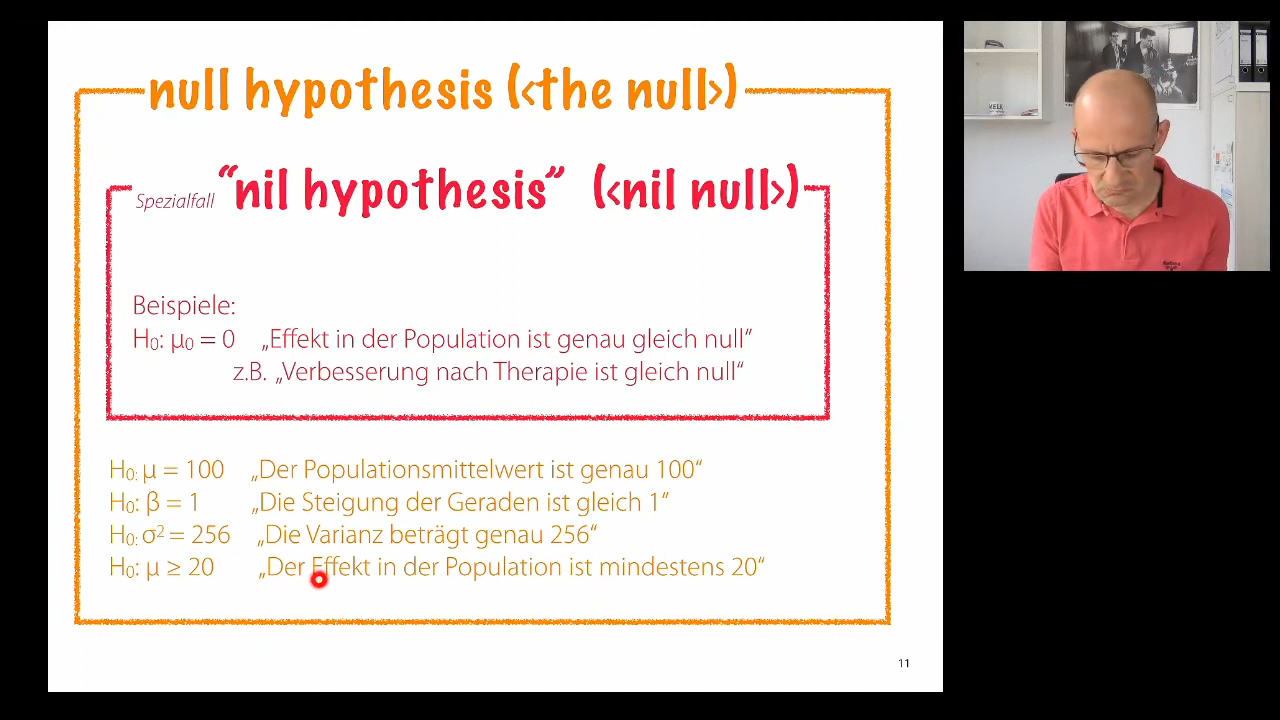 null hypothesis (‹the null›)
Spezialfall “nil hypothesis” (‹nil null›)
Beispiele:
H₀: µ₀ = 0 „Effekt in der Population ist genau gleich null“
z.B. „Verbesserung nach Therapie ist gleich null“
H₀: µ = 100 „Der Populationsmittelwert ist genau 100“
H₀: β = 1 „Die Steigung der Geraden ist gleich 1“
H₀: σ² = 256 „Die Varianz beträgt genau 256“
H₀: µ ≥ 20 „Der Effekt in der Population ist mindestens 20“
11